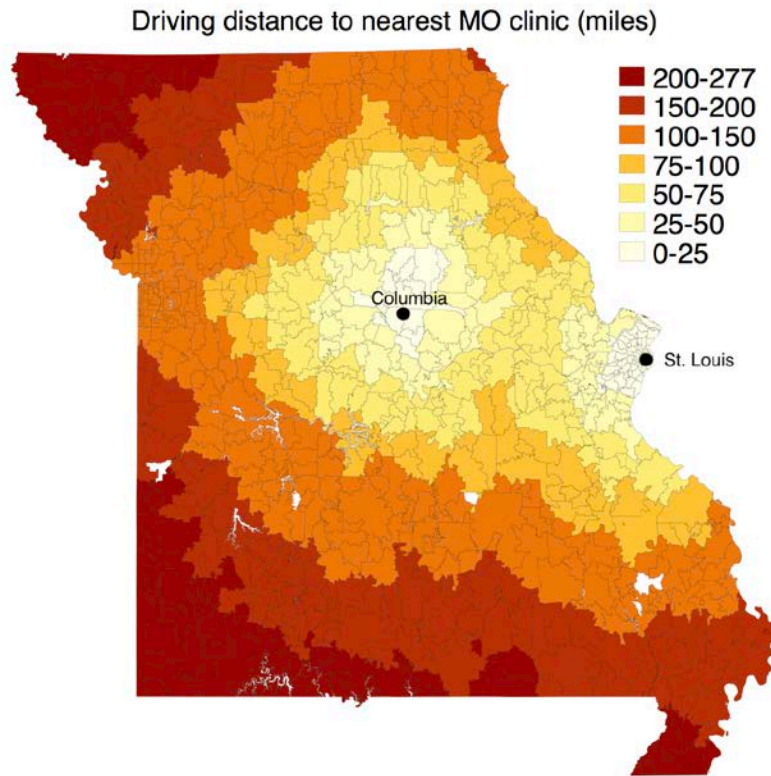 Driving distance to nearest MO clinic (miles)
200-277
150-200
100-150
75-100
50-75
25-50
0-25
Columbia
St. Louis